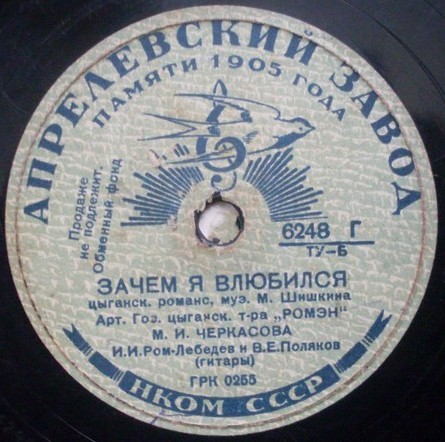 АПРЕЛЕВСКИЙ ЗАВОД
ПАМЯТИ 1905 ГОДА
Продаже
не подлежит.
Обменный фонд
6248 Г
ТУ-Б
ЗАЧЕМ Я ВЛЮБИЛСЯ
цыганск. романс, муз. М. Шишкина
Арт. Гос. цыганск. т-ра „РОМЭН"
М. И. ЧЕРКАСОВА
И.И.Ром-Лебедев и В.Е.Поляков
(гитары)
ГРК 0255
НКОМ СССР